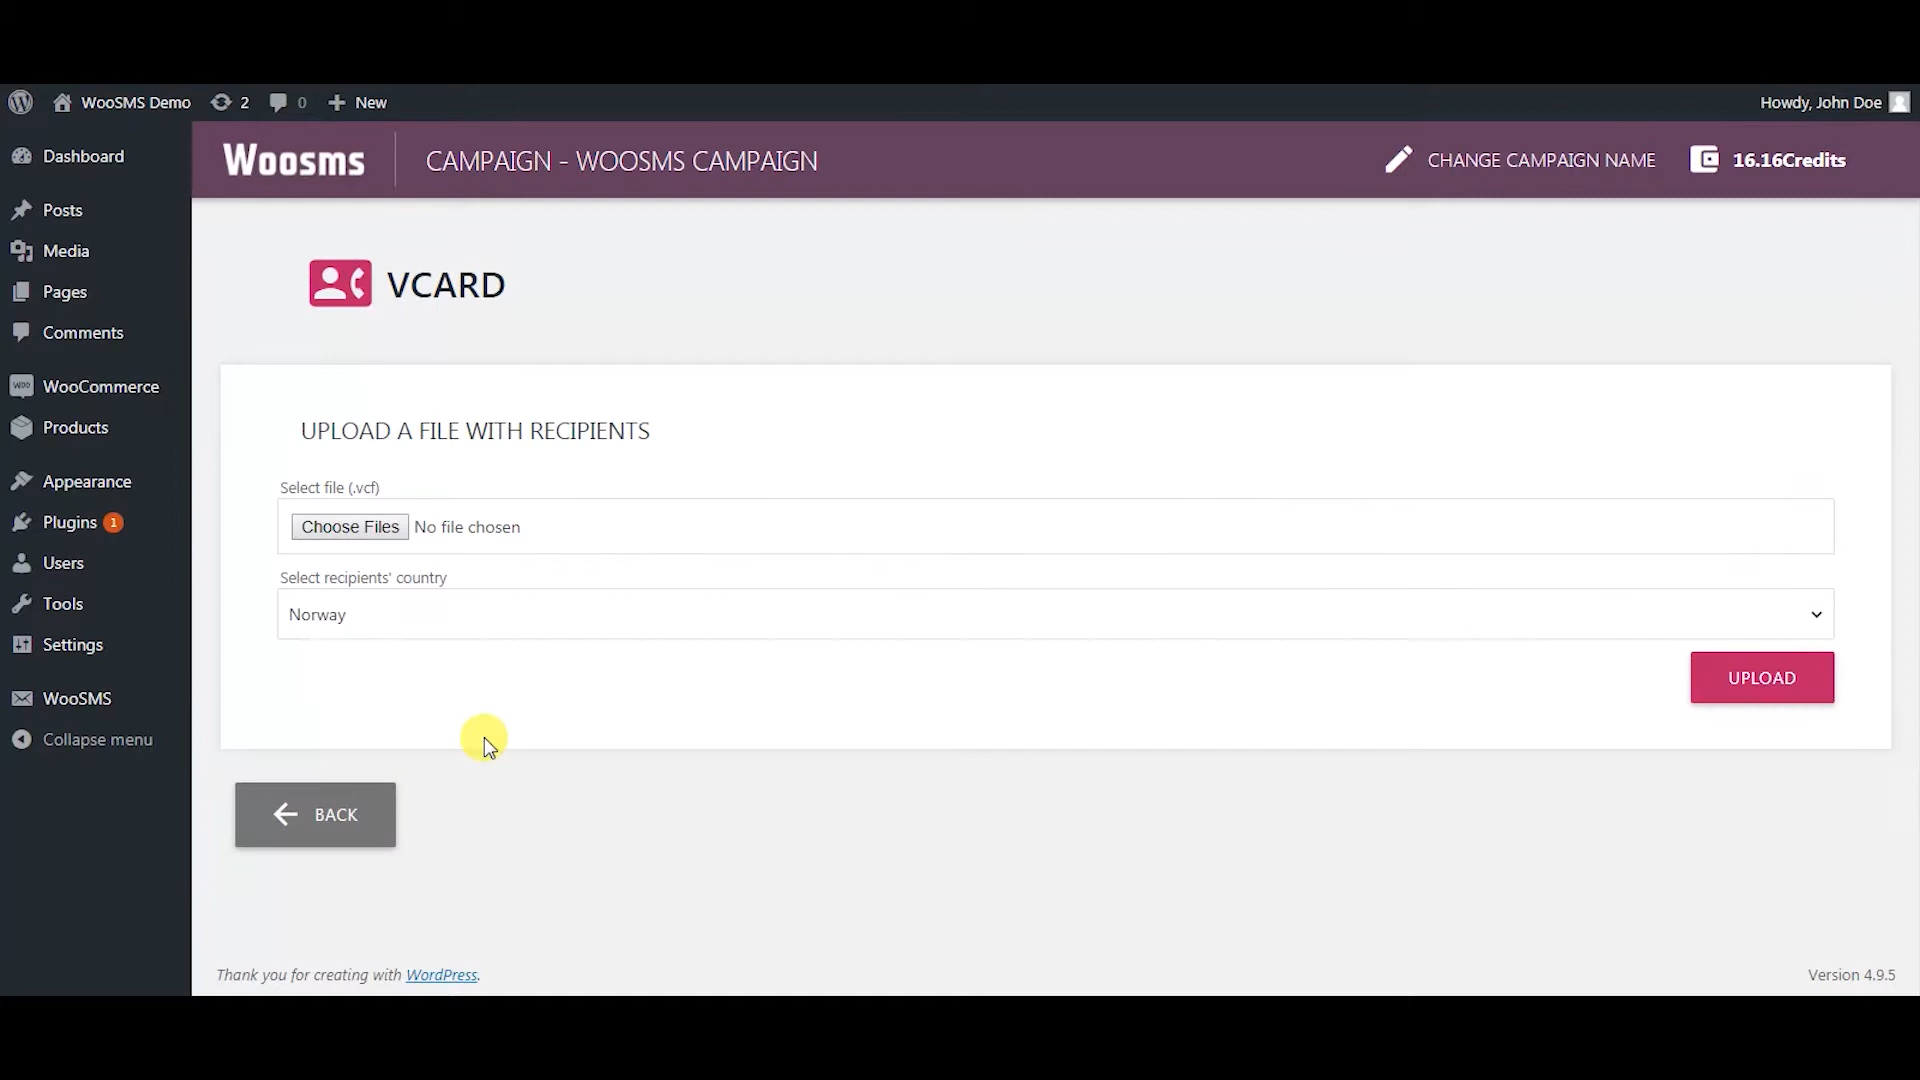 WooSMS Demo 2 0 New Howdy, John Doe
Dashboard
Posts
Media
Pages
Comments
WOO WooCommerce
Products
Appearance
Plugins 1
Users
Tools
Settings
WooSMS
Collapse menu
Woosms CAMPAIGN - WOOSMS CAMPAIGN CHANGE CAMPAIGN NAME 16.16Credits
VCARD
UPLOAD A FILE WITH RECIPIENTS
Select file (.vcf)
Choose Files No file chosen
Select recipients' country
Norway
UPLOAD
BACK
Thank you for creating with WordPress. Version 4.9.5